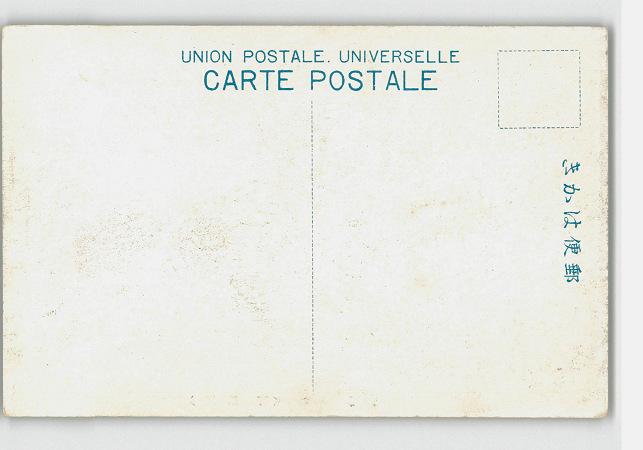 UNION POSTALE. UNIVERSELLE
CARTE POSTALE
きかは便郵